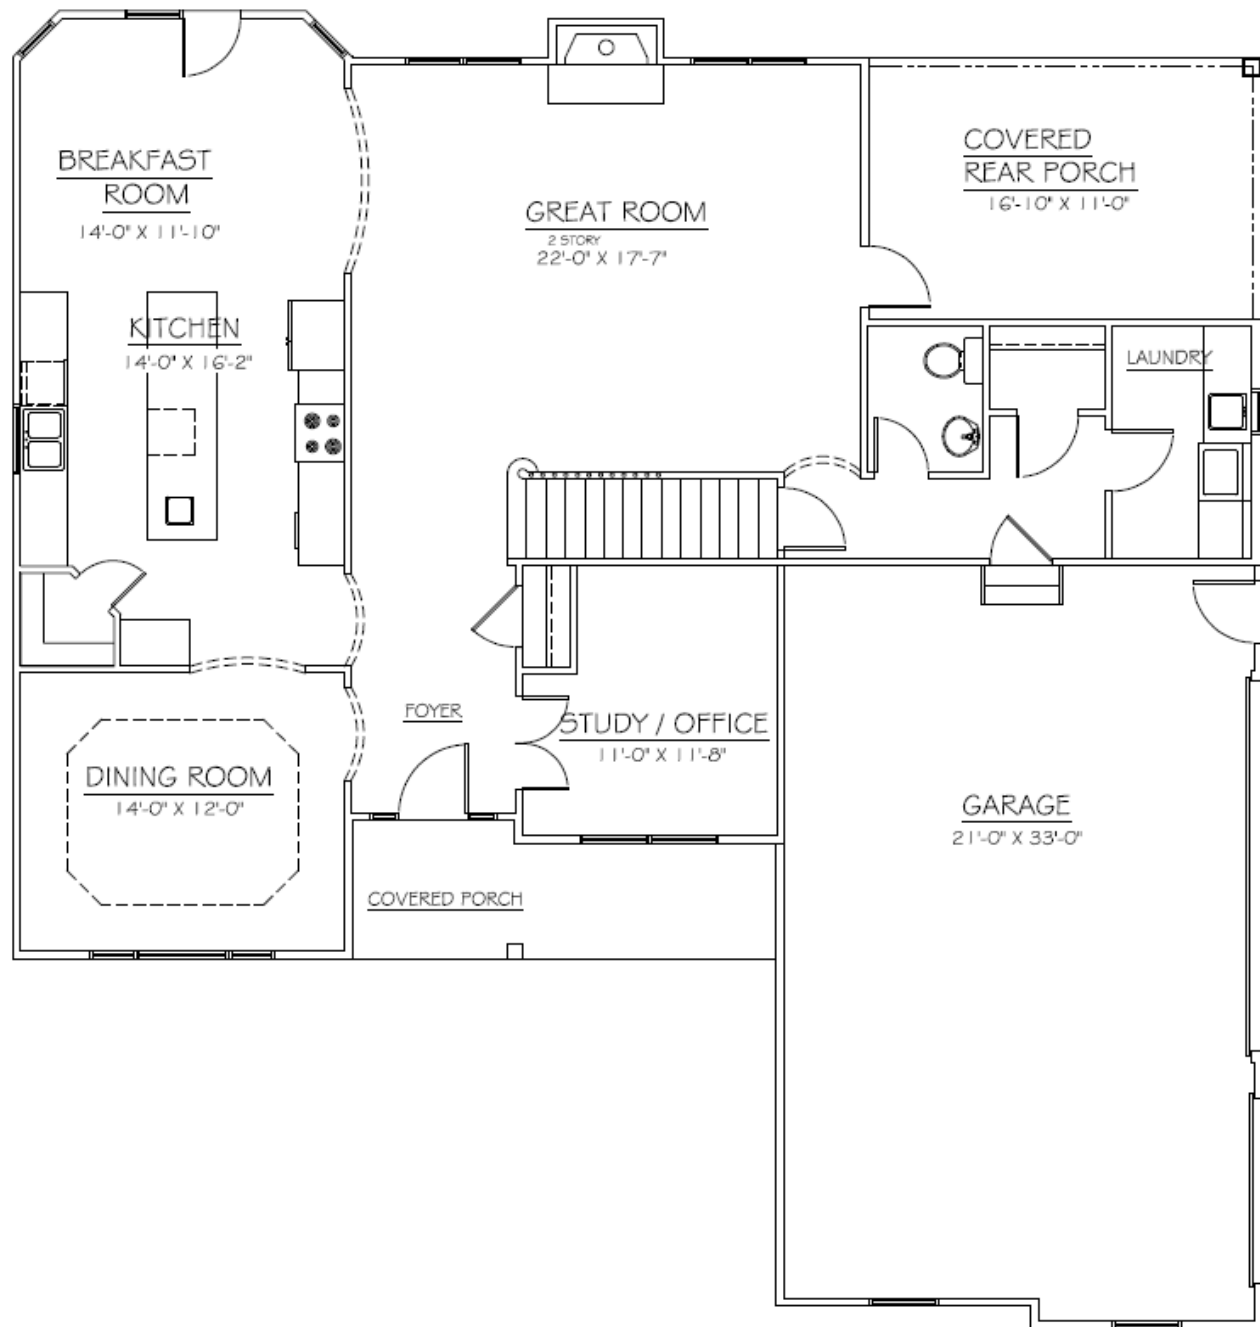 BREAKFAST
ROOM
14'-0" X 11'-10"
GREAT ROOM
2 STORY
22'-0" X 17'-7"
COVERED
REAR PORCH
16'-10" X 11'-0"
KITCHEN
14'-0" X 16'-2"
LAUNDRY
FOYER
STUDY / OFFICE
11'-0" X 11'-8"
DINING ROOM
14'-0" X 12'-0"
GARAGE
21'-0" X 33'-0"
COVERED PORCH